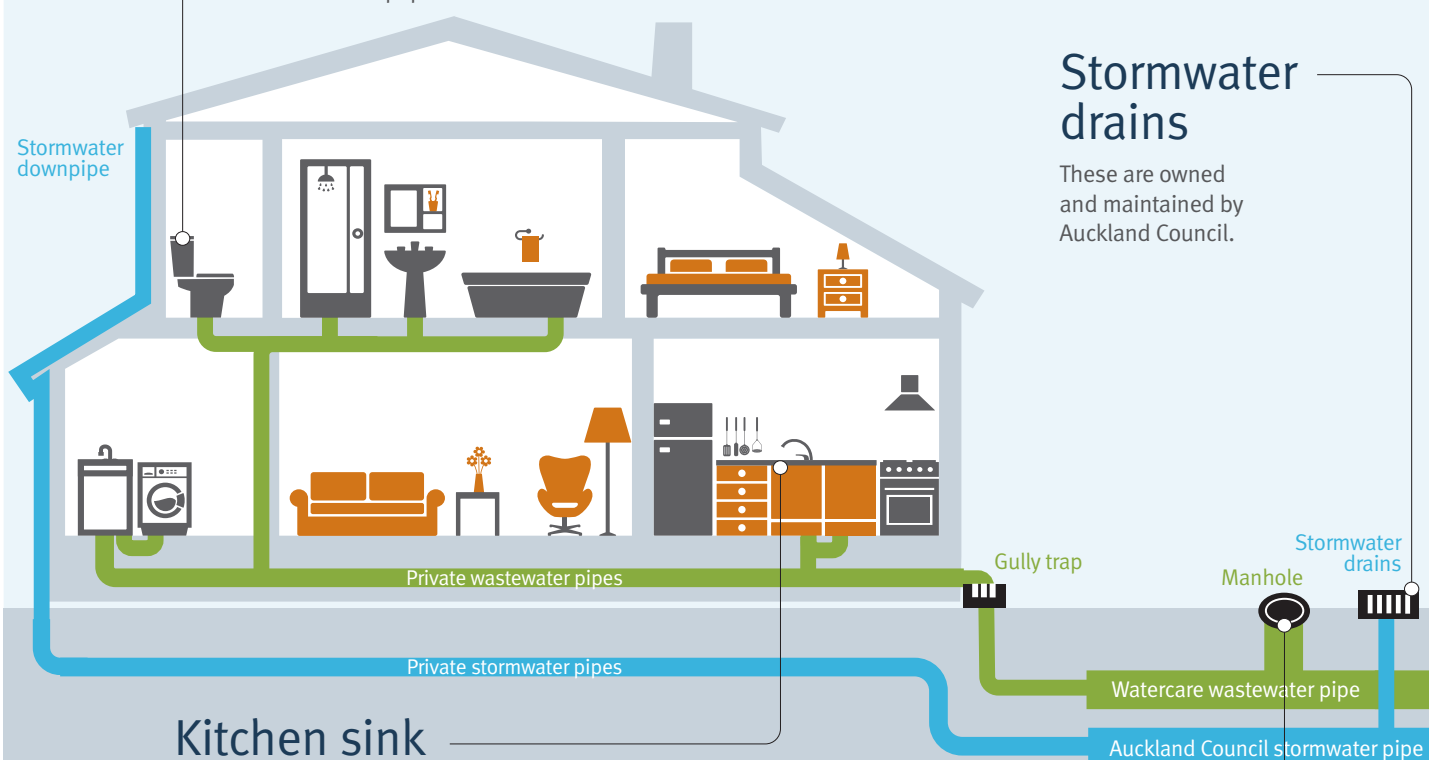 Stormwater
drains
These are owned
and maintained by
Auckland Council.
Stormwater
downpipe
Private wastewater pipes
Gully trap
Manhole
Stormwater
drains
Private stormwater pipes
Watercare wastewater pipe
Auckland Council stormwater pipe
Kitchen sink